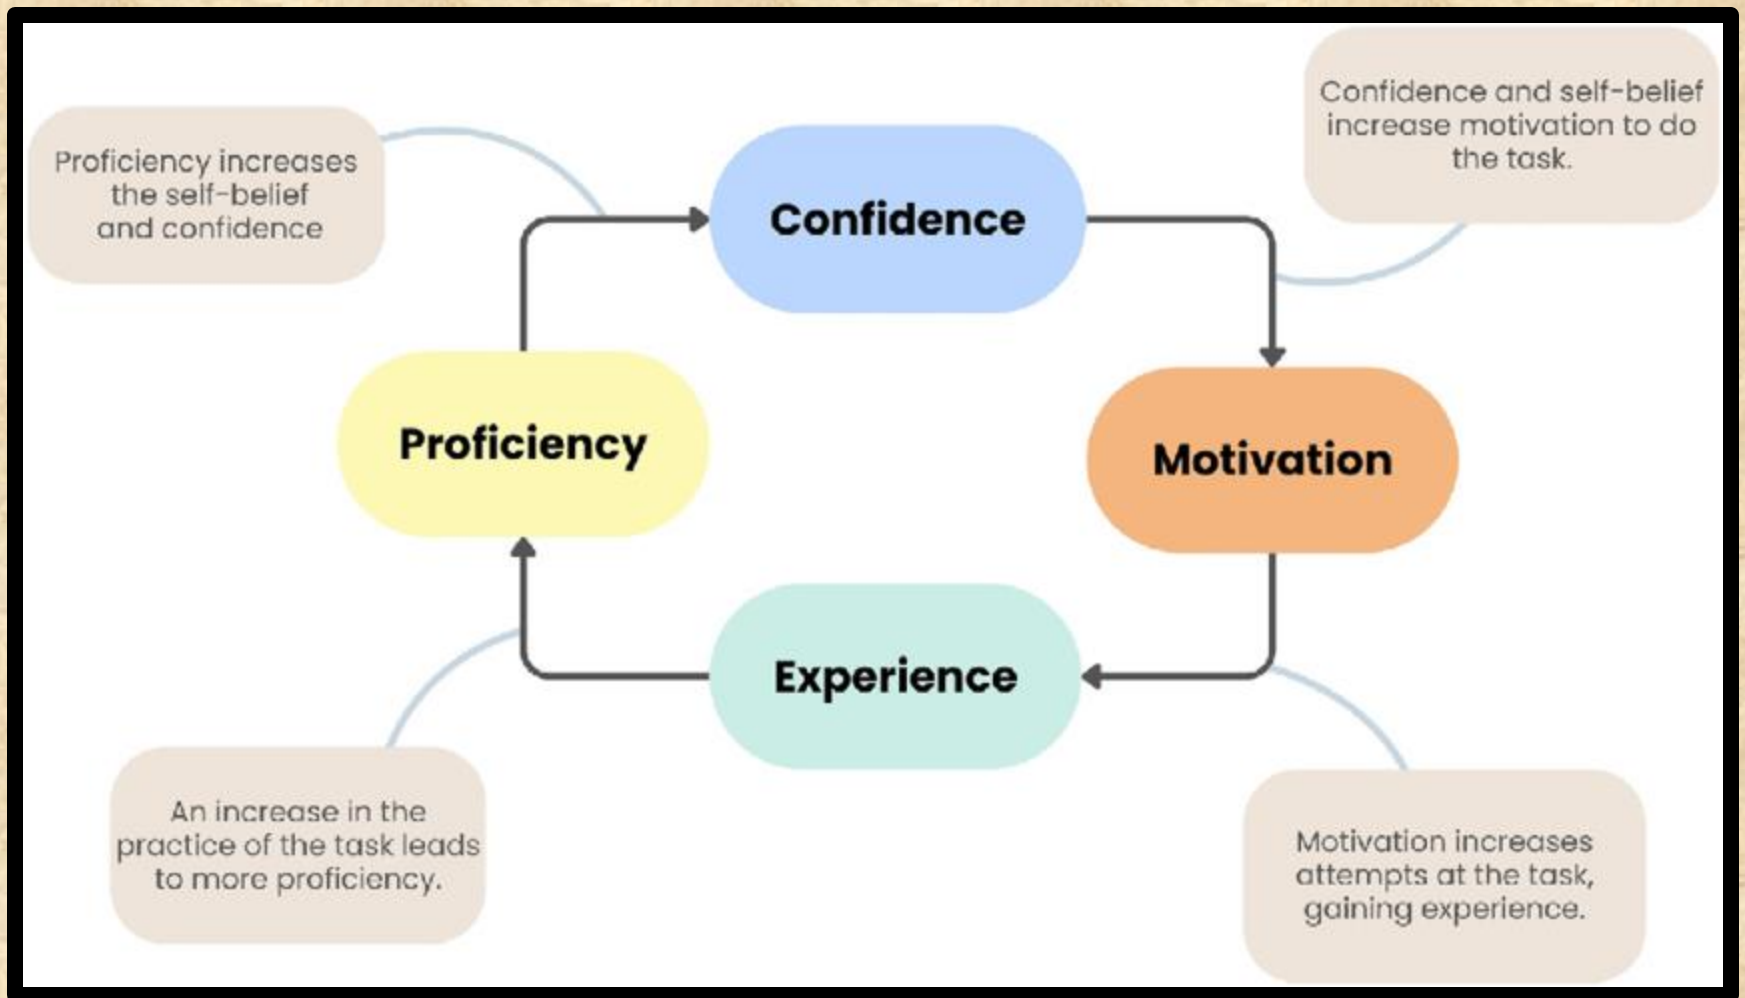 Confidence and self-belief
increase motivation to do
the task.
Proficiency increases
the self-belief
and confidence
Confidence
Proficiency
Motivation
Experience
An increase in the
practice of the task leads
to more proficiency.
Motivation increases
attempts at the task,
gaining experience.